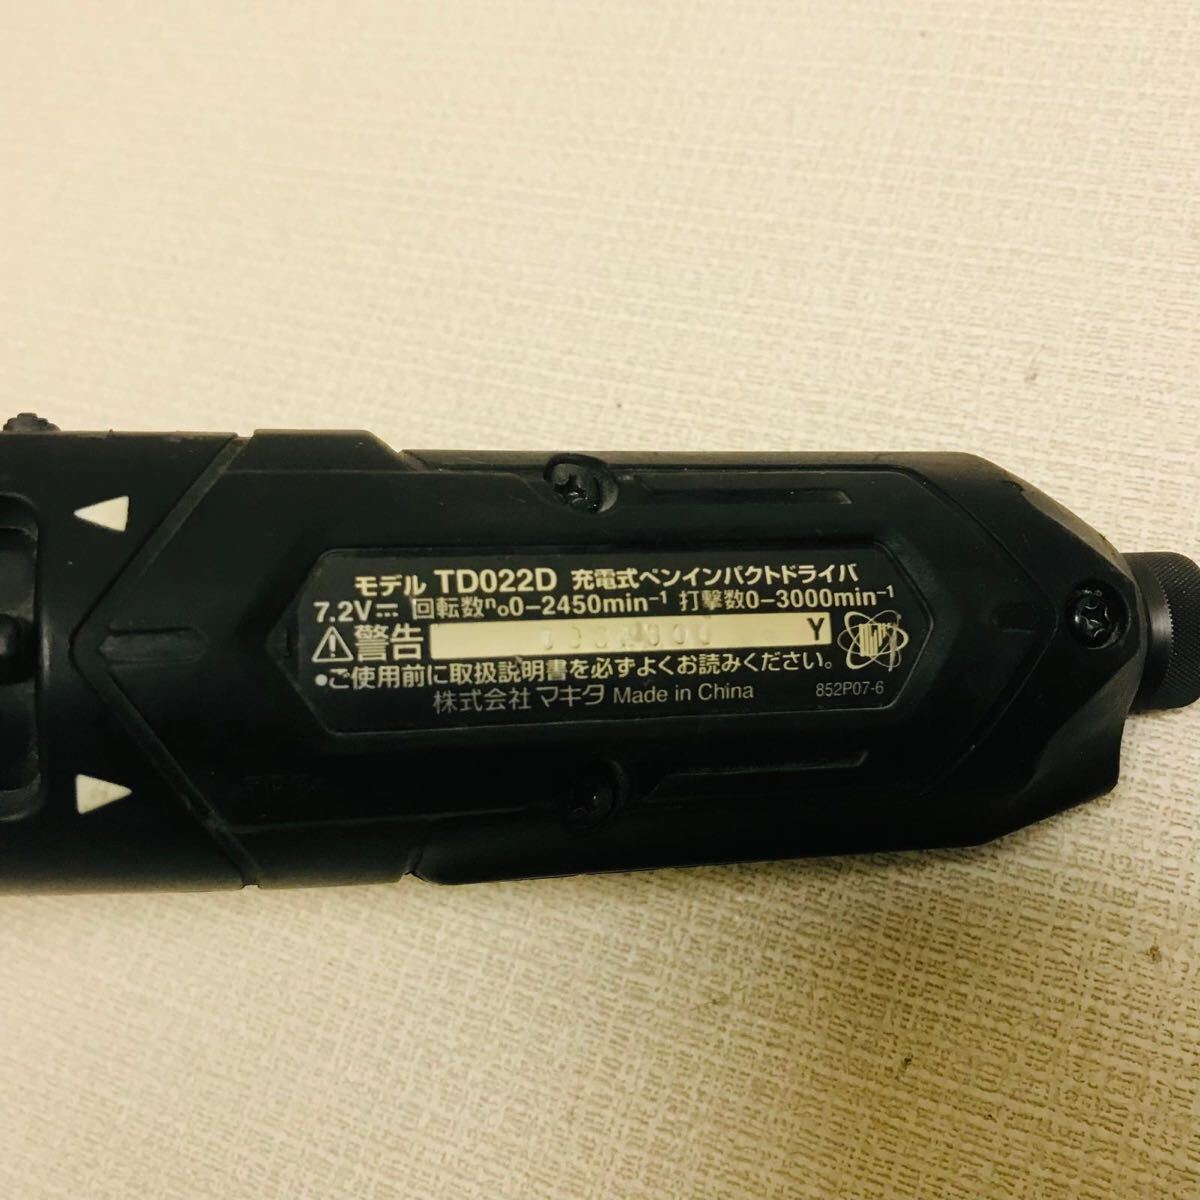 モデル TD022D 充電式ペンインパクトドライバ
7.2V⎓ 回転数n₀0-2450min⁻¹ 打撃数0-3000min⁻¹
⚠警告 Y
●ご使用前に取扱説明書を必ずよくお読みください。
株式会社 マキタ Made in China 852P07-6